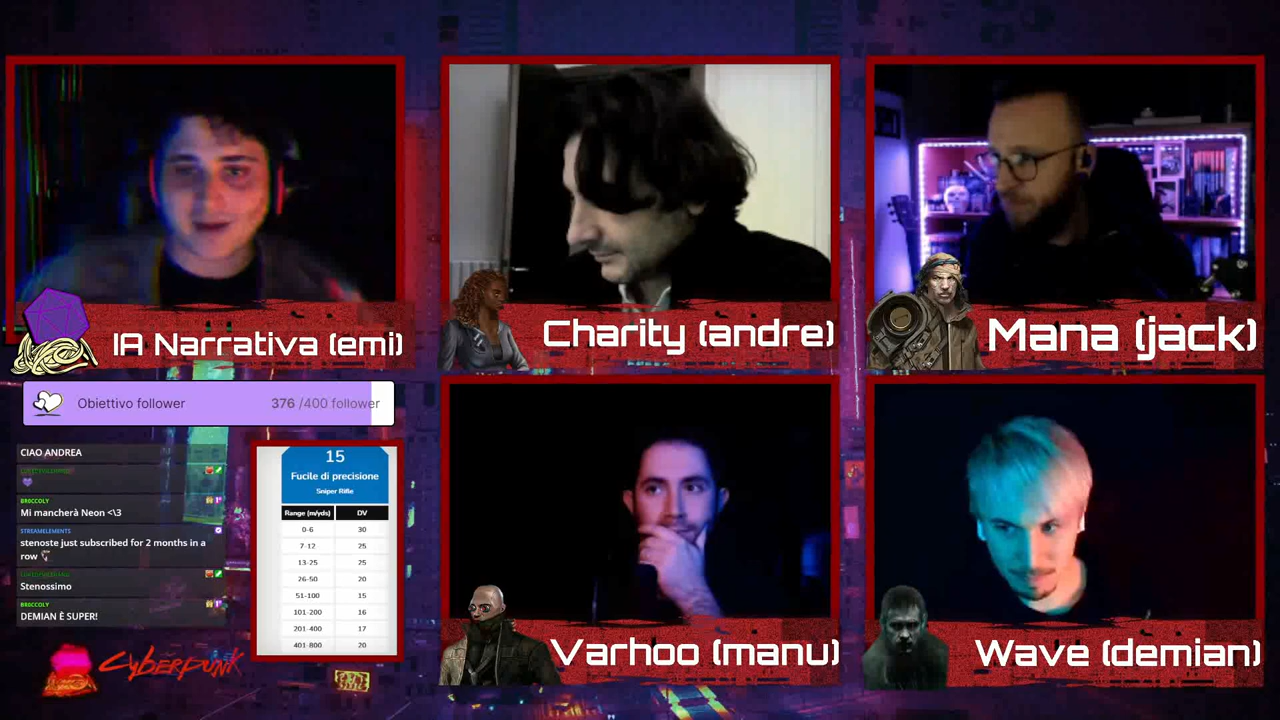 IA Narrativa (emi)
Charity (andre)
Mana (jack)
Obiettivo follower 376 /400 follower
CIAO ANDREA
BR0CCOLY
Mi mancherà Neon <\3
STREAMELEMENTS
stenoste just subscribed for 2 months in a
row
Stenossimo
BR0CCOLY
DEMIAN È SUPER!
15
Fucile di precisione
Sniper Rifle
Range (m/yds) DV
0-6 30
7-12 25
13-25 25
26-50 20
51-100 15
101-200 16
201-400 17
401-800 20
Varhoo (manu)
Wave (demian)
CYBERPUNK